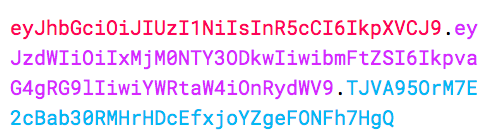 eyJhbGciOiJIUzI1NiIsInR5cCI6IkpXVCJ9.ey
JzdWIiOiIxMjM0NTY3ODkwIiwibmFtZSI6Ikpva
G4gRG9lIiwiYWRtaW4iOnRydWV9.TJVA95OrM7E
2cBab30RMHrHDcEfxjoYZgeFONFh7HgQ